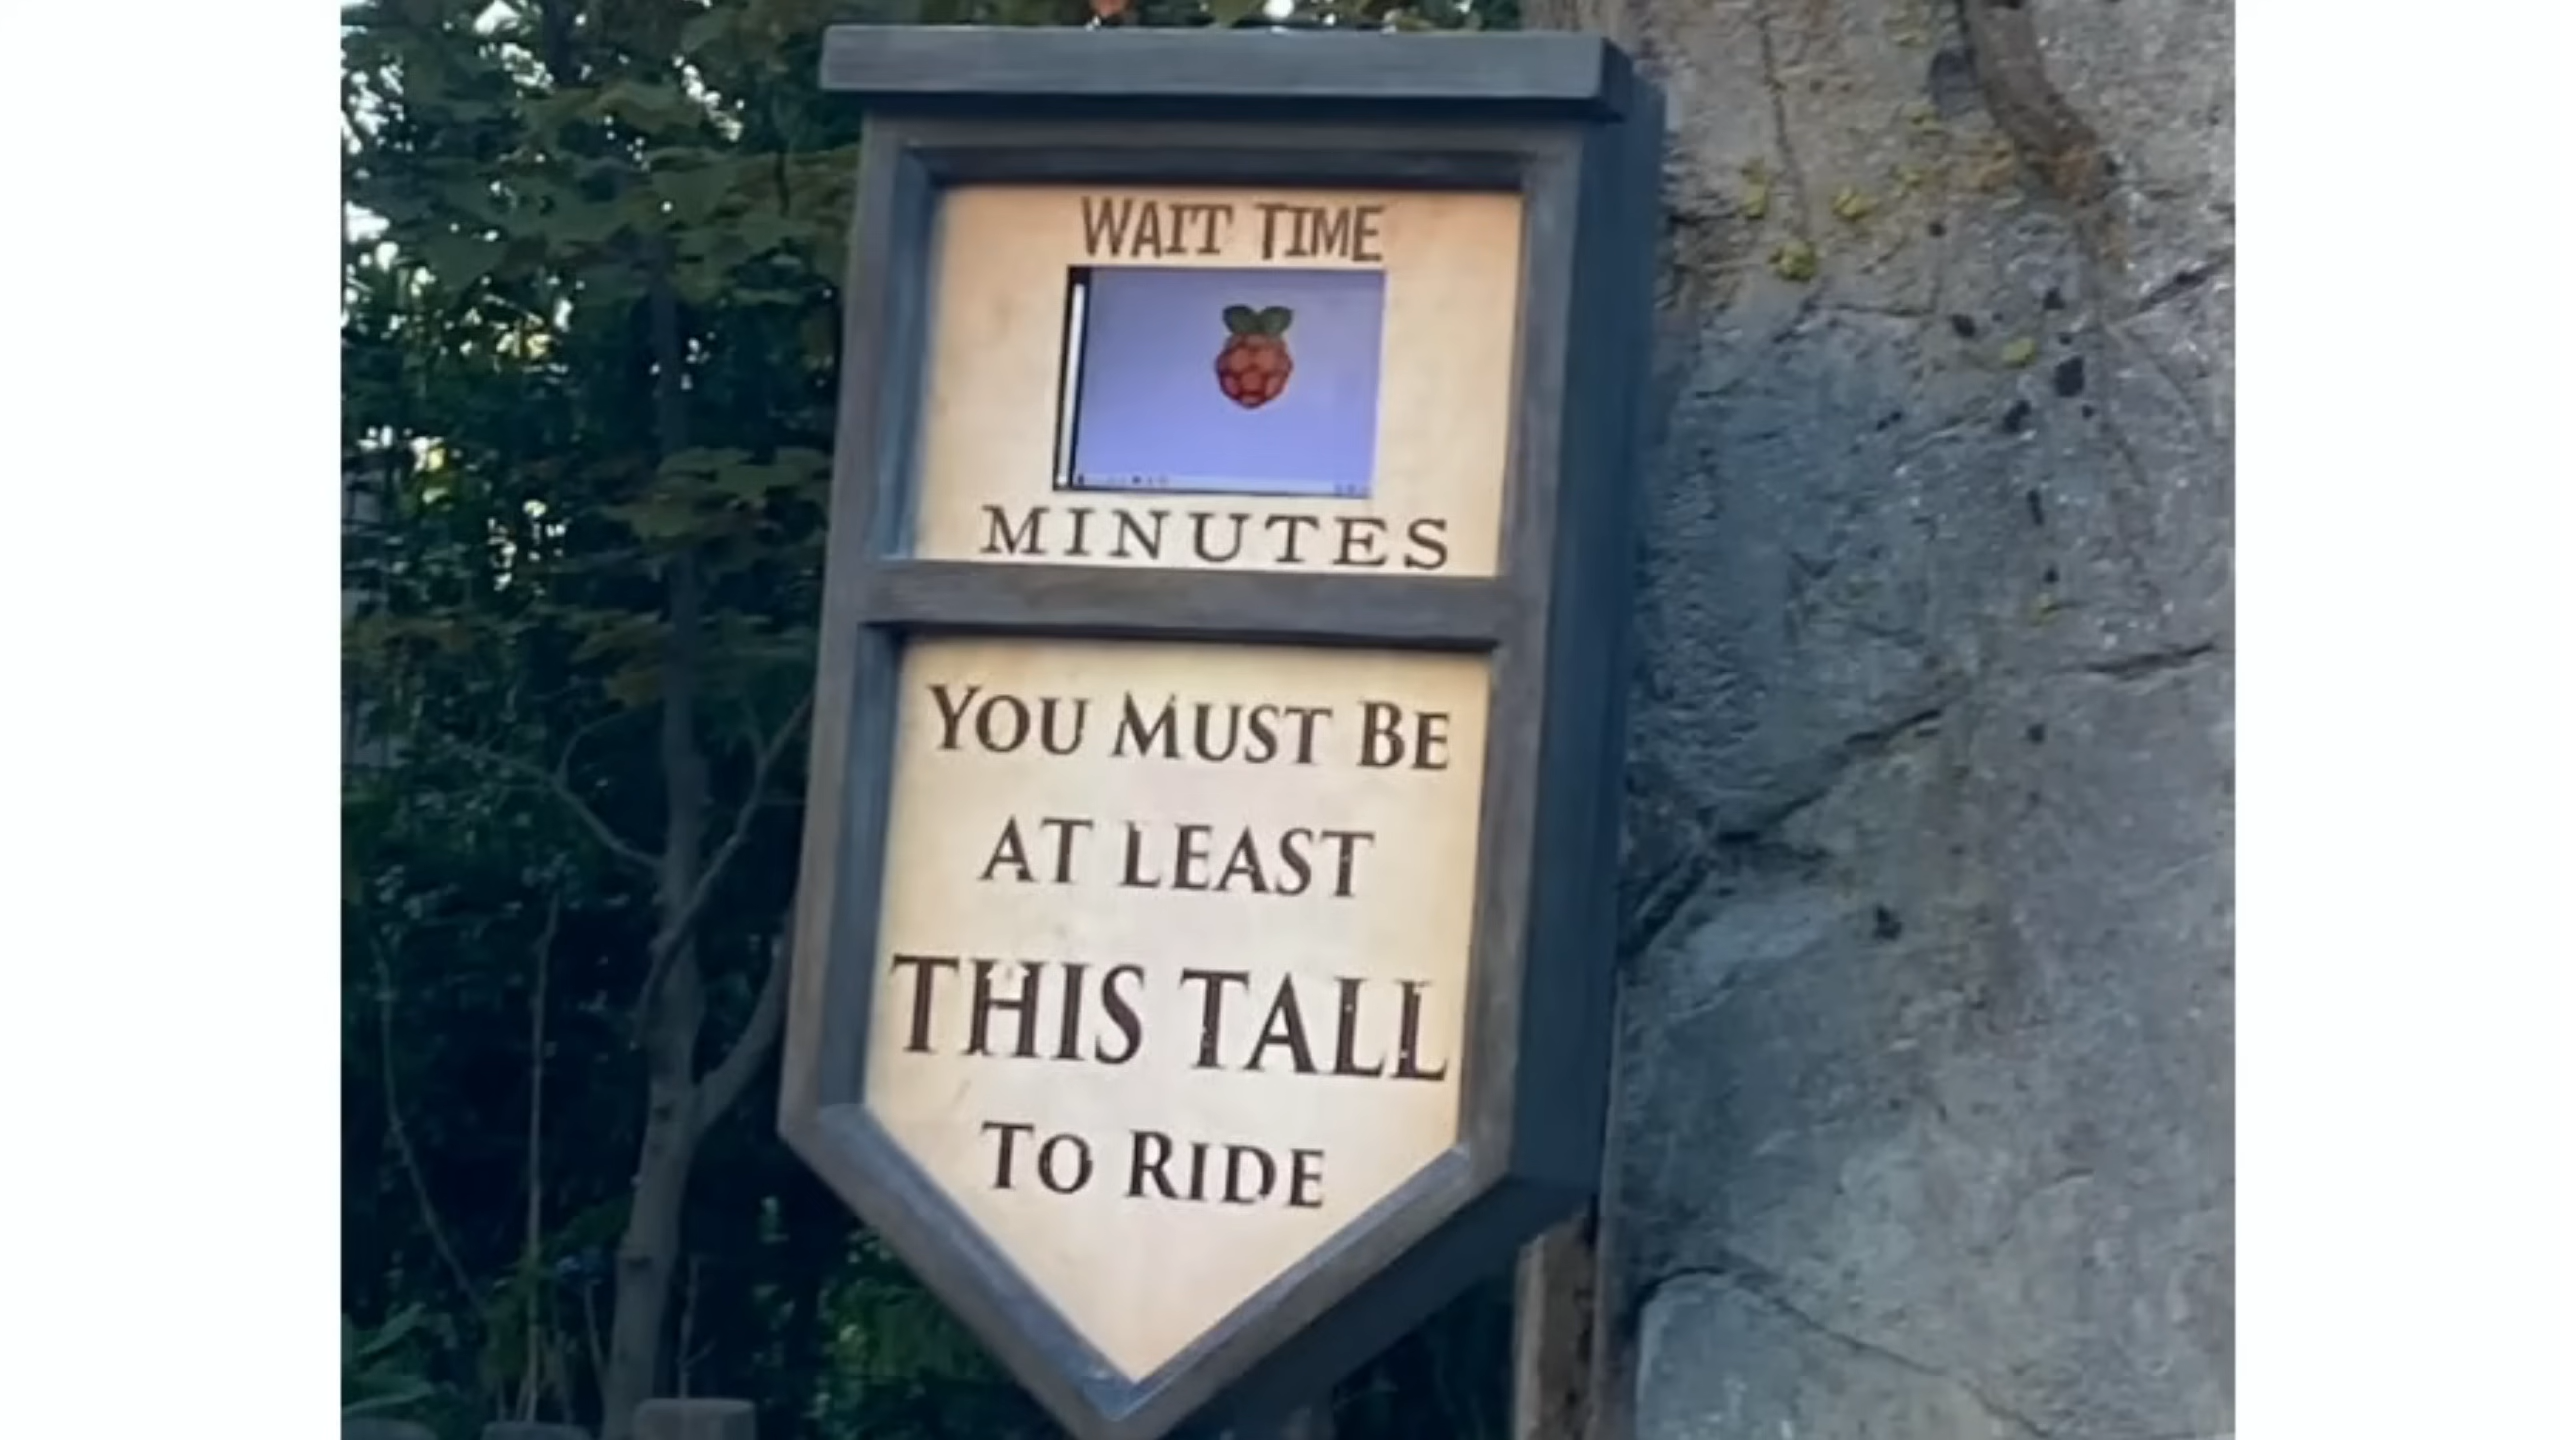 WAIT TIME
MINUTES
YOU MUST BE
AT LEAST
THIS TALL
TO RIDE